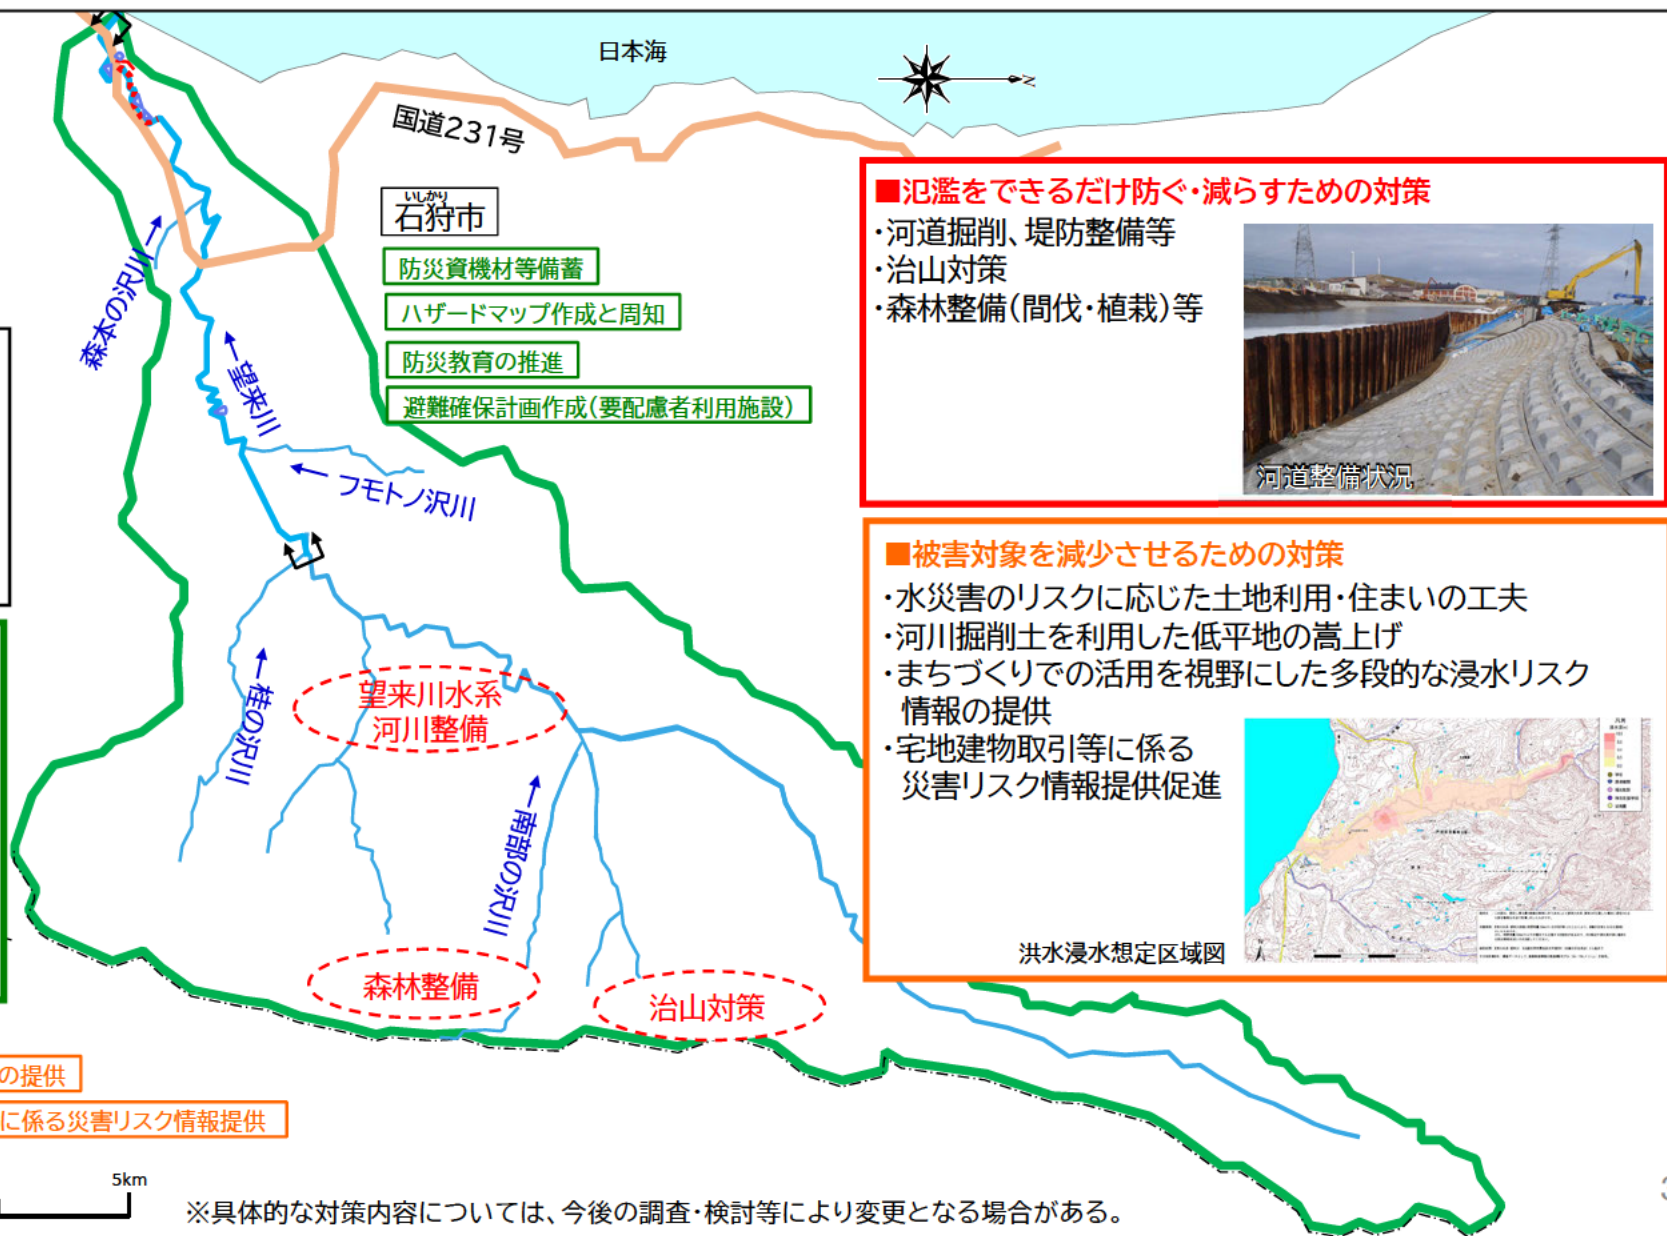 日本海
N
国道231号
いしかり
石狩市
防災資機材等備蓄
ハザードマップ作成と周知
防災教育の推進
避難確保計画作成(要配慮者利用施設)
森本の沢川
望来川
フモトノ沢川
桂の沢川
南部の沢川
望来川水系
河川整備
森林整備
治山対策
■氾濫をできるだけ防ぐ・減らすための対策
・河道掘削、堤防整備等
・治山対策
・森林整備(間伐・植栽)等
河道整備状況
■被害対象を減少させるための対策
・水災害のリスクに応じた土地利用・住まいの工夫
・河川掘削土を利用した低平地の嵩上げ
・まちづくりでの活用を視野にした多段的な浸水リスク
情報の提供
・宅地建物取引等に係る
災害リスク情報提供促進
洪水浸水想定区域図
の提供
に係る災害リスク情報提供
5km
※具体的な対策内容については、今後の調査・検討等により変更となる場合がある。